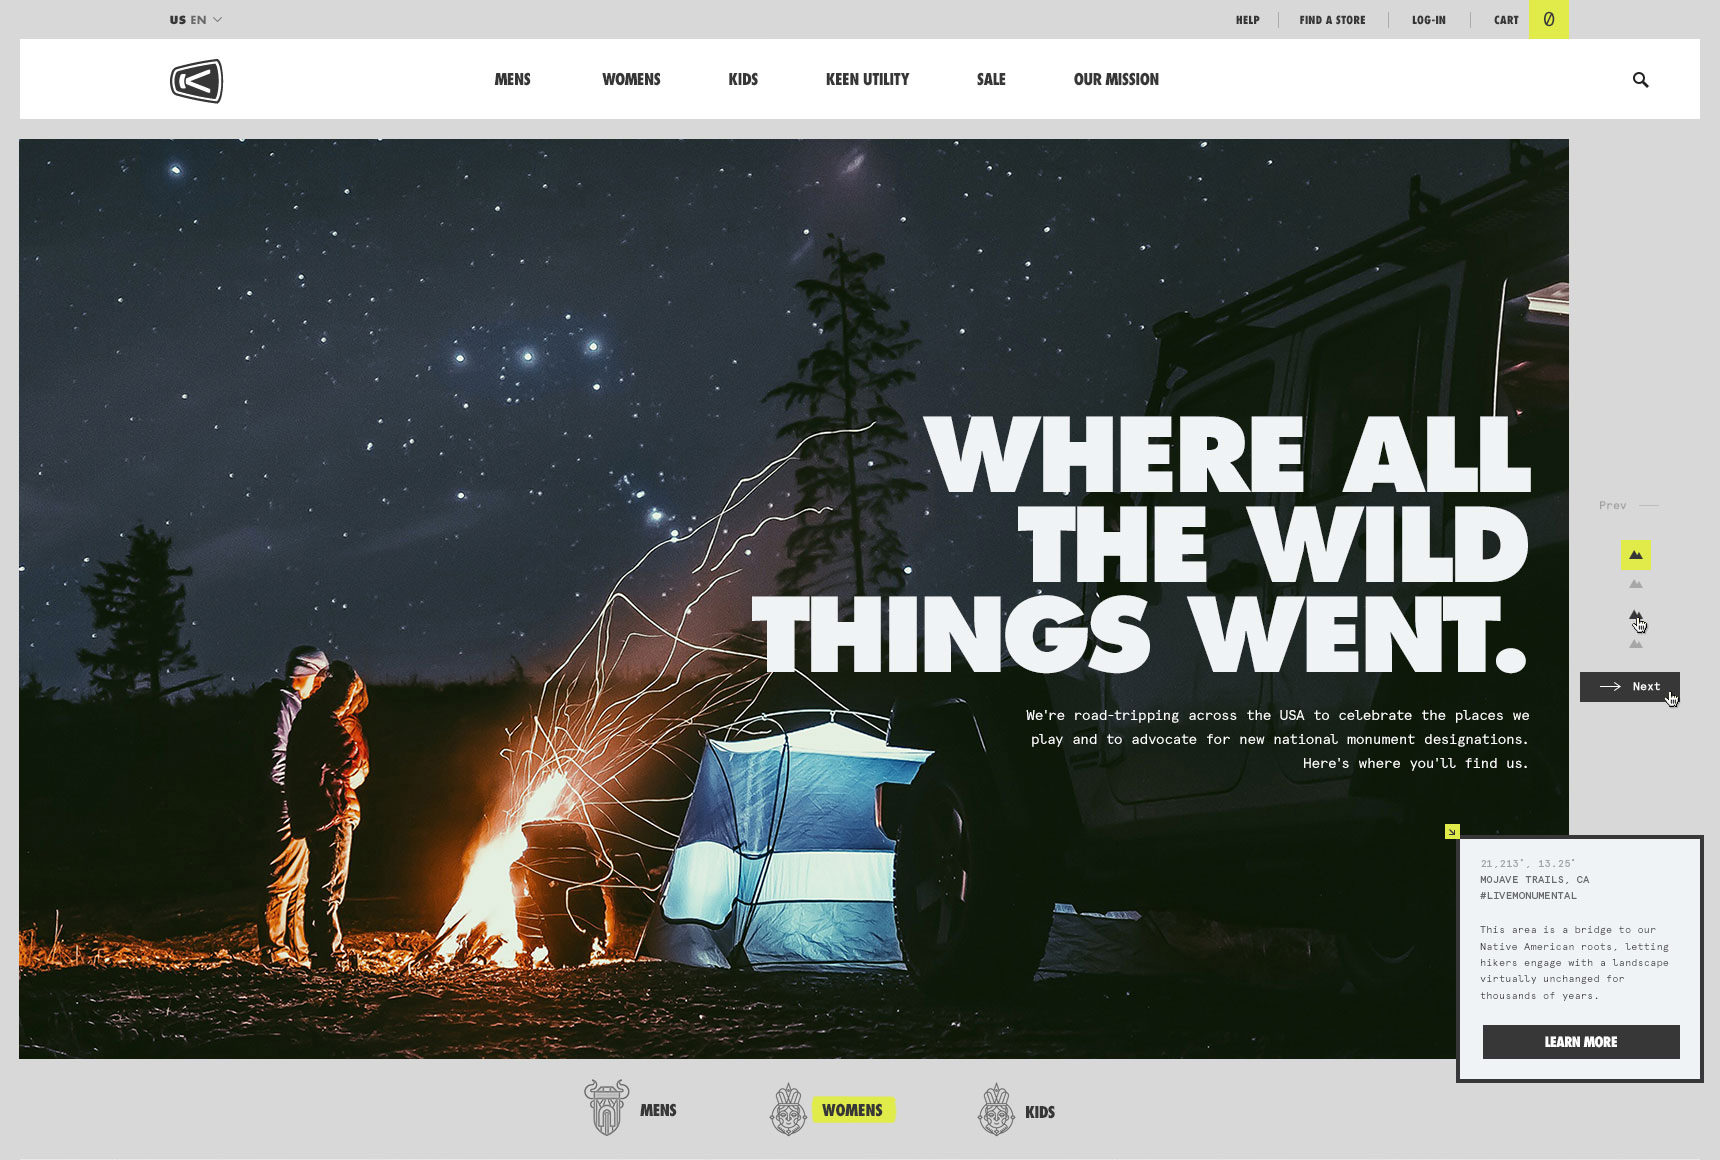 US EN
HELP
FIND A STORE
LOG-IN
CART
0
MENS
WOMENS
KIDS
KEEN UTILITY
SALE
OUR MISSION
WHERE ALL
THE WILD
THINGS WENT.
We're road-tripping across the USA to celebrate the places we
play and to advocate for new national monument designations.
Here's where you'll find us.
Prev
Next
21,213°, 13.25°
MOJAVE TRAILS, CA
#LIVEMONUMENTAL
This area is a bridge to our
Native American roots, letting
hikers engage with a landscape
virtually unchanged for
thousands of years.
LEARN MORE
MENS
WOMENS
KIDS